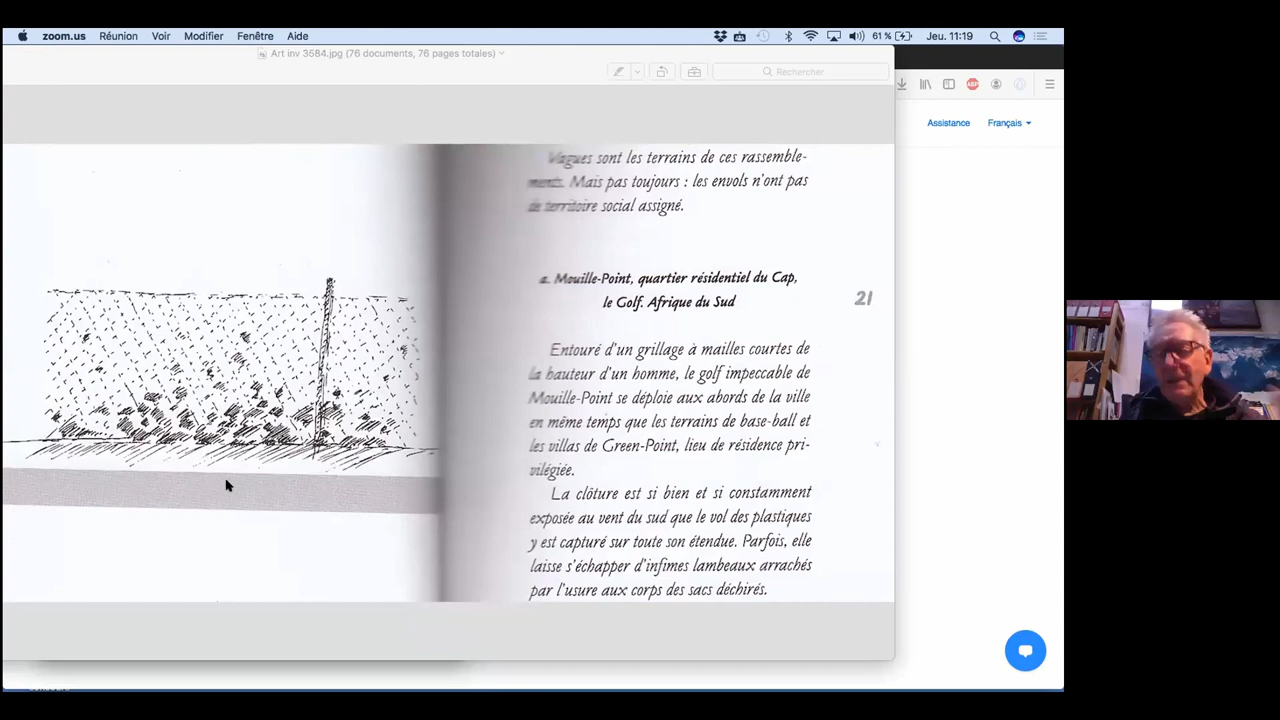 zoom.us Réunion Voir Modifier Fenêtre Aide
61 % Jeu. 11:19
Art inv 3584.jpg (76 documents, 76 pages totales)
Rechercher
ABP
Assistance Français
Vagues sont les terrains de ces rassemble-
ments. Mais pas toujours : les envols n'ont pas
de territoire social assigné.
a. Mouille-Point, quartier résidentiel du Cap,
le Golf. Afrique du Sud
21
Entouré d'un grillage à mailles courtes de
la hauteur d'un homme, le golf impeccable de
Mouille-Point se déploie aux abords de la ville
en même temps que les terrains de base-ball et
les villas de Green-Point, lieu de résidence pri-
vilégiée.
La clôture est si bien et si constamment
exposée au vent du sud que le vol des plastiques
y est capturé sur toute son étendue. Parfois, elle
laisse s'échapper d'infimes lambeaux arrachés
par l'usure aux corps des sacs déchirés.